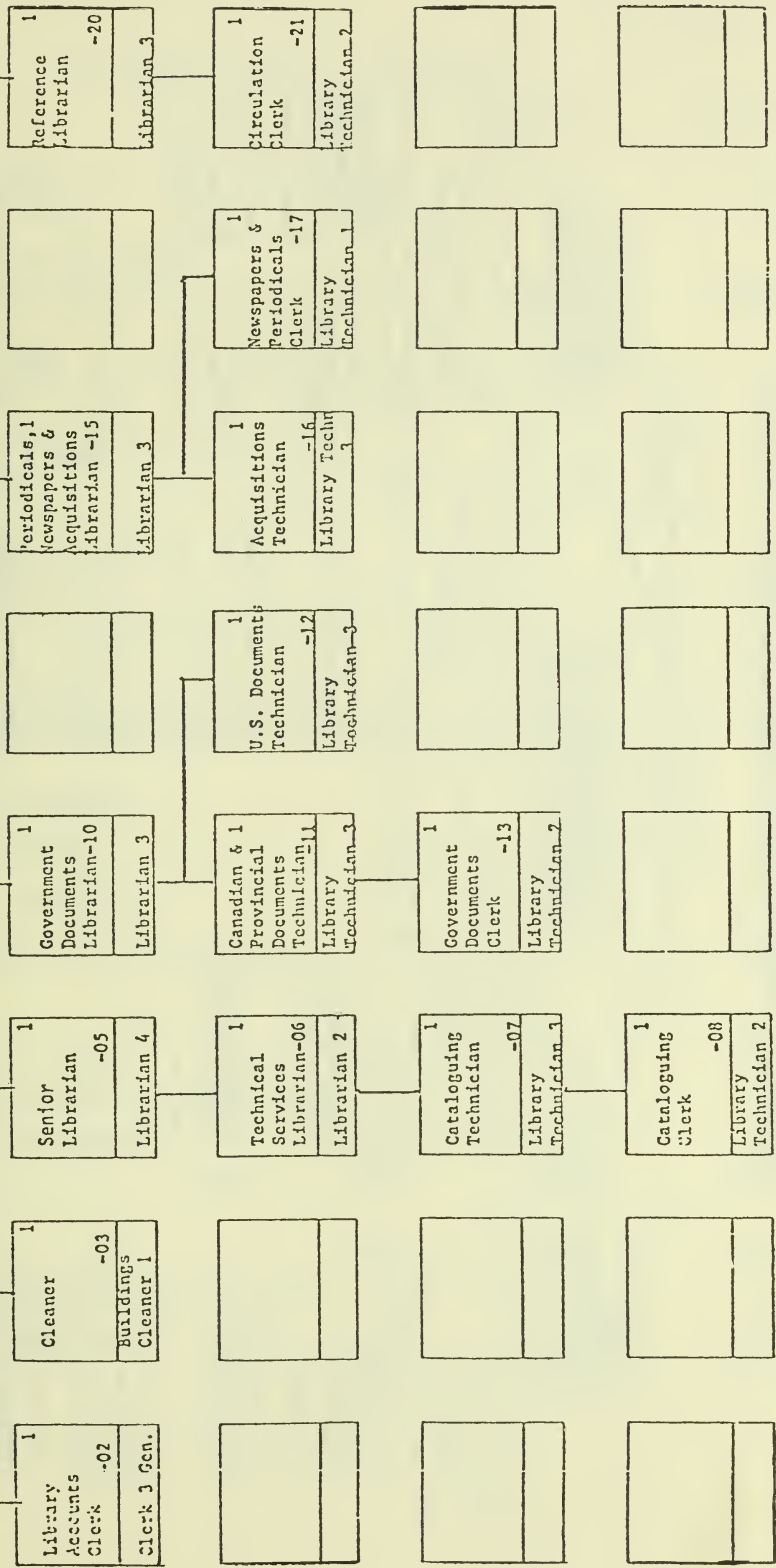 Library 1
Accounts
Clerk -02
Clerk 3 Gen.
1
Cleaner
-03
Buildings
Cleaner 1
1
Senior
Librarian
-05
Librarian 4
1
Government
Documents
Librarian-10
Librarian 3
Periodicals,1
Newspapers &
Acquisitions
Librarian -15
Librarian 3
1
Reference
Librarian
-20
Librarian 3
1
Technical
Services
Librarian-06
Librarian 2
Canadian & 1
Provincial
Documents
Technician-11
Library
Technician 3
1
U.S. Documents
Technician
-12
Library
Technician 3
1
Acquisitions
Technician
-16
Library Techn
3
1
Newspapers &
Periodicals
Clerk -17
Library
Technician 1
1
Circulation
Clerk
-21
Library
Technician 2
1
Cataloguing
Technician
-07
Library
Technician 3
1
Government
Documents
Clerk -13
Library
Technician 2
1
Cataloguing
Clerk
-08
Library
Technician 2